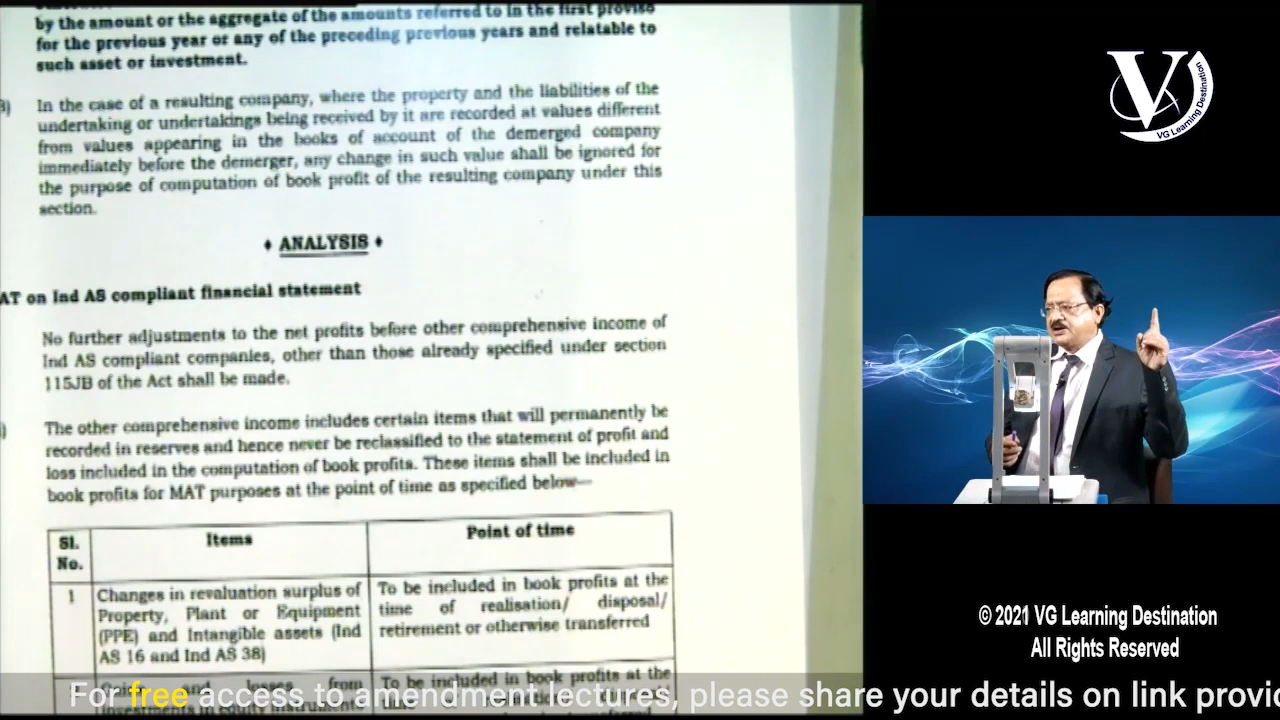 by the amount or the aggregate of the amounts referred to in the first proviso
for the previous year or any of the preceding previous years and relatable to
such asset or investment.
In the case of a resulting company, where the property and the liabilities of the
undertaking or undertakings being received by it are recorded at values different
from values appearing in the books of account of the demerged company
immediately before the demerger, any change in such value shall be ignored for
the purpose of computation of book profit of the resulting company under this
section.
♦ ANALYSIS ♦
AT on Ind AS compliant financial statement
No further adjustments to the net profits before other comprehensive income of
Ind AS compliant companies, other than those already specified under section
115JB of the Act shall be made.
The other comprehensive income includes certain items that will permanently be
recorded in reserves and hence never be reclassified to the statement of profit and
loss included in the computation of book profits. These items shall be included in
book profits for MAT purposes at the point of time as specified below—
Sl. No.
Items
Point of time
1
Changes in revaluation surplus of
Property, Plant or Equipment
(PPE) and Intangible assets (Ind
AS 16 and Ind AS 38)
To be included in book profits at the
time of realisation/ disposal/
retirement or otherwise transferred
and losses from
To be included in book profits at the
V
VG Learning Destination
© 2021 VG Learning Destination
All Rights Reserved
For free access to amendment lectures, please share your details on link provi